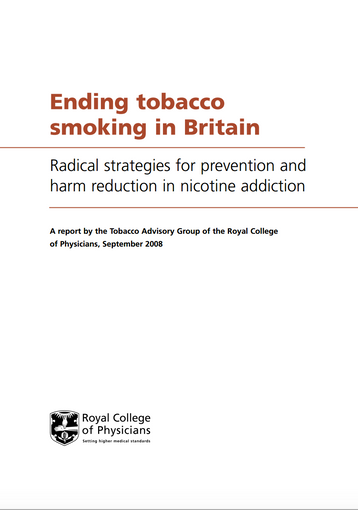 Ending tobacco
smoking in Britain
Radical strategies for prevention and
harm reduction in nicotine addiction
A report by the Tobacco Advisory Group of the Royal College
of Physicians, September 2008
Royal College
of Physicians
Setting higher medical standards